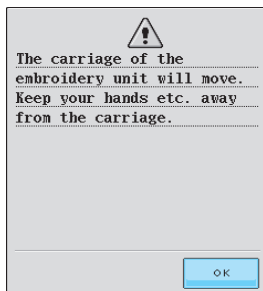 The carriage of the
embroidery unit will move.
Keep your hands etc. away
from the carriage.
OK